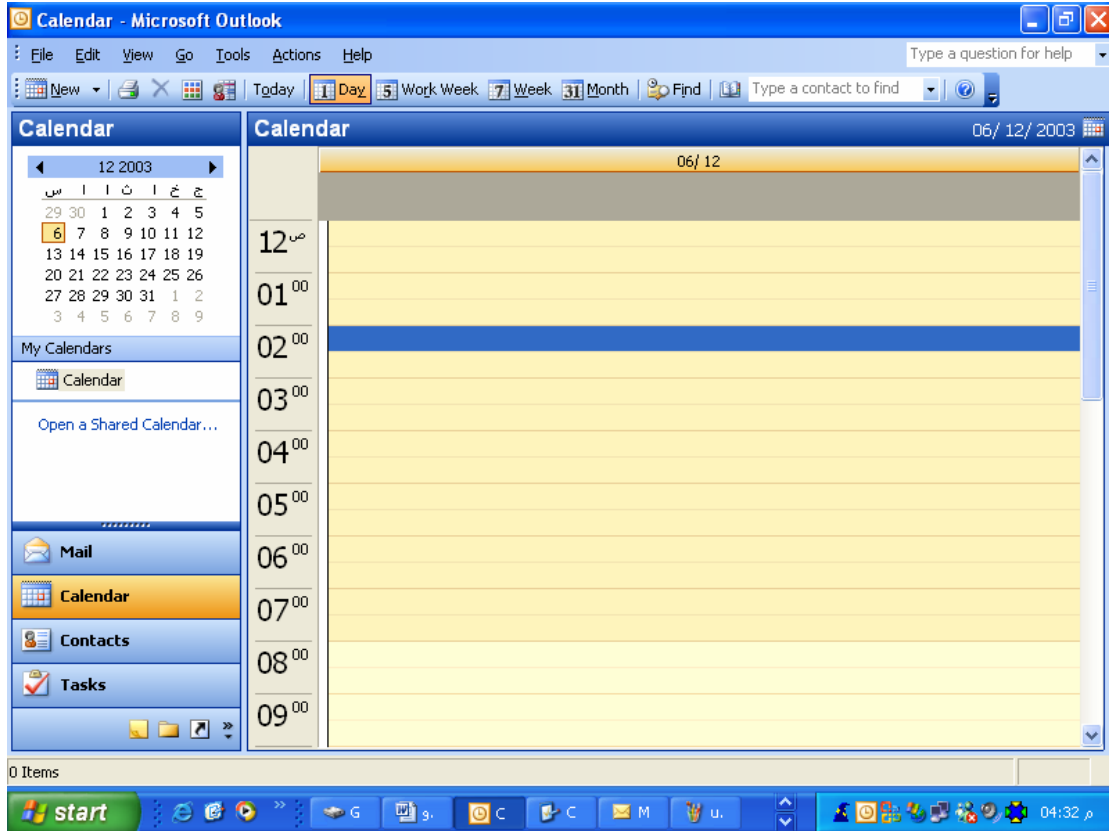 Calendar - Microsoft Outlook
File Edit View Go Tools Actions Help Type a question for help
New Today 1 Day 5 Work Week 7 Week 31 Month Find Type a contact to find
Calendar
12 2003
س ا ا ث ا خ ج
29 30 1 2 3 4 5
6 7 8 9 10 11 12
13 14 15 16 17 18 19
20 21 22 23 24 25 26
27 28 29 30 31 1 2
3 4 5 6 7 8 9
My Calendars
Calendar
Open a Shared Calendar...
Mail
Calendar
Contacts
Tasks
Calendar 06/ 12/ 2003
06/ 12
12 ص
01 00
02 00
03 00
04 00
05 00
06 00
07 00
08 00
09 00
0 Items
start G g. C C M u. 04:32 م